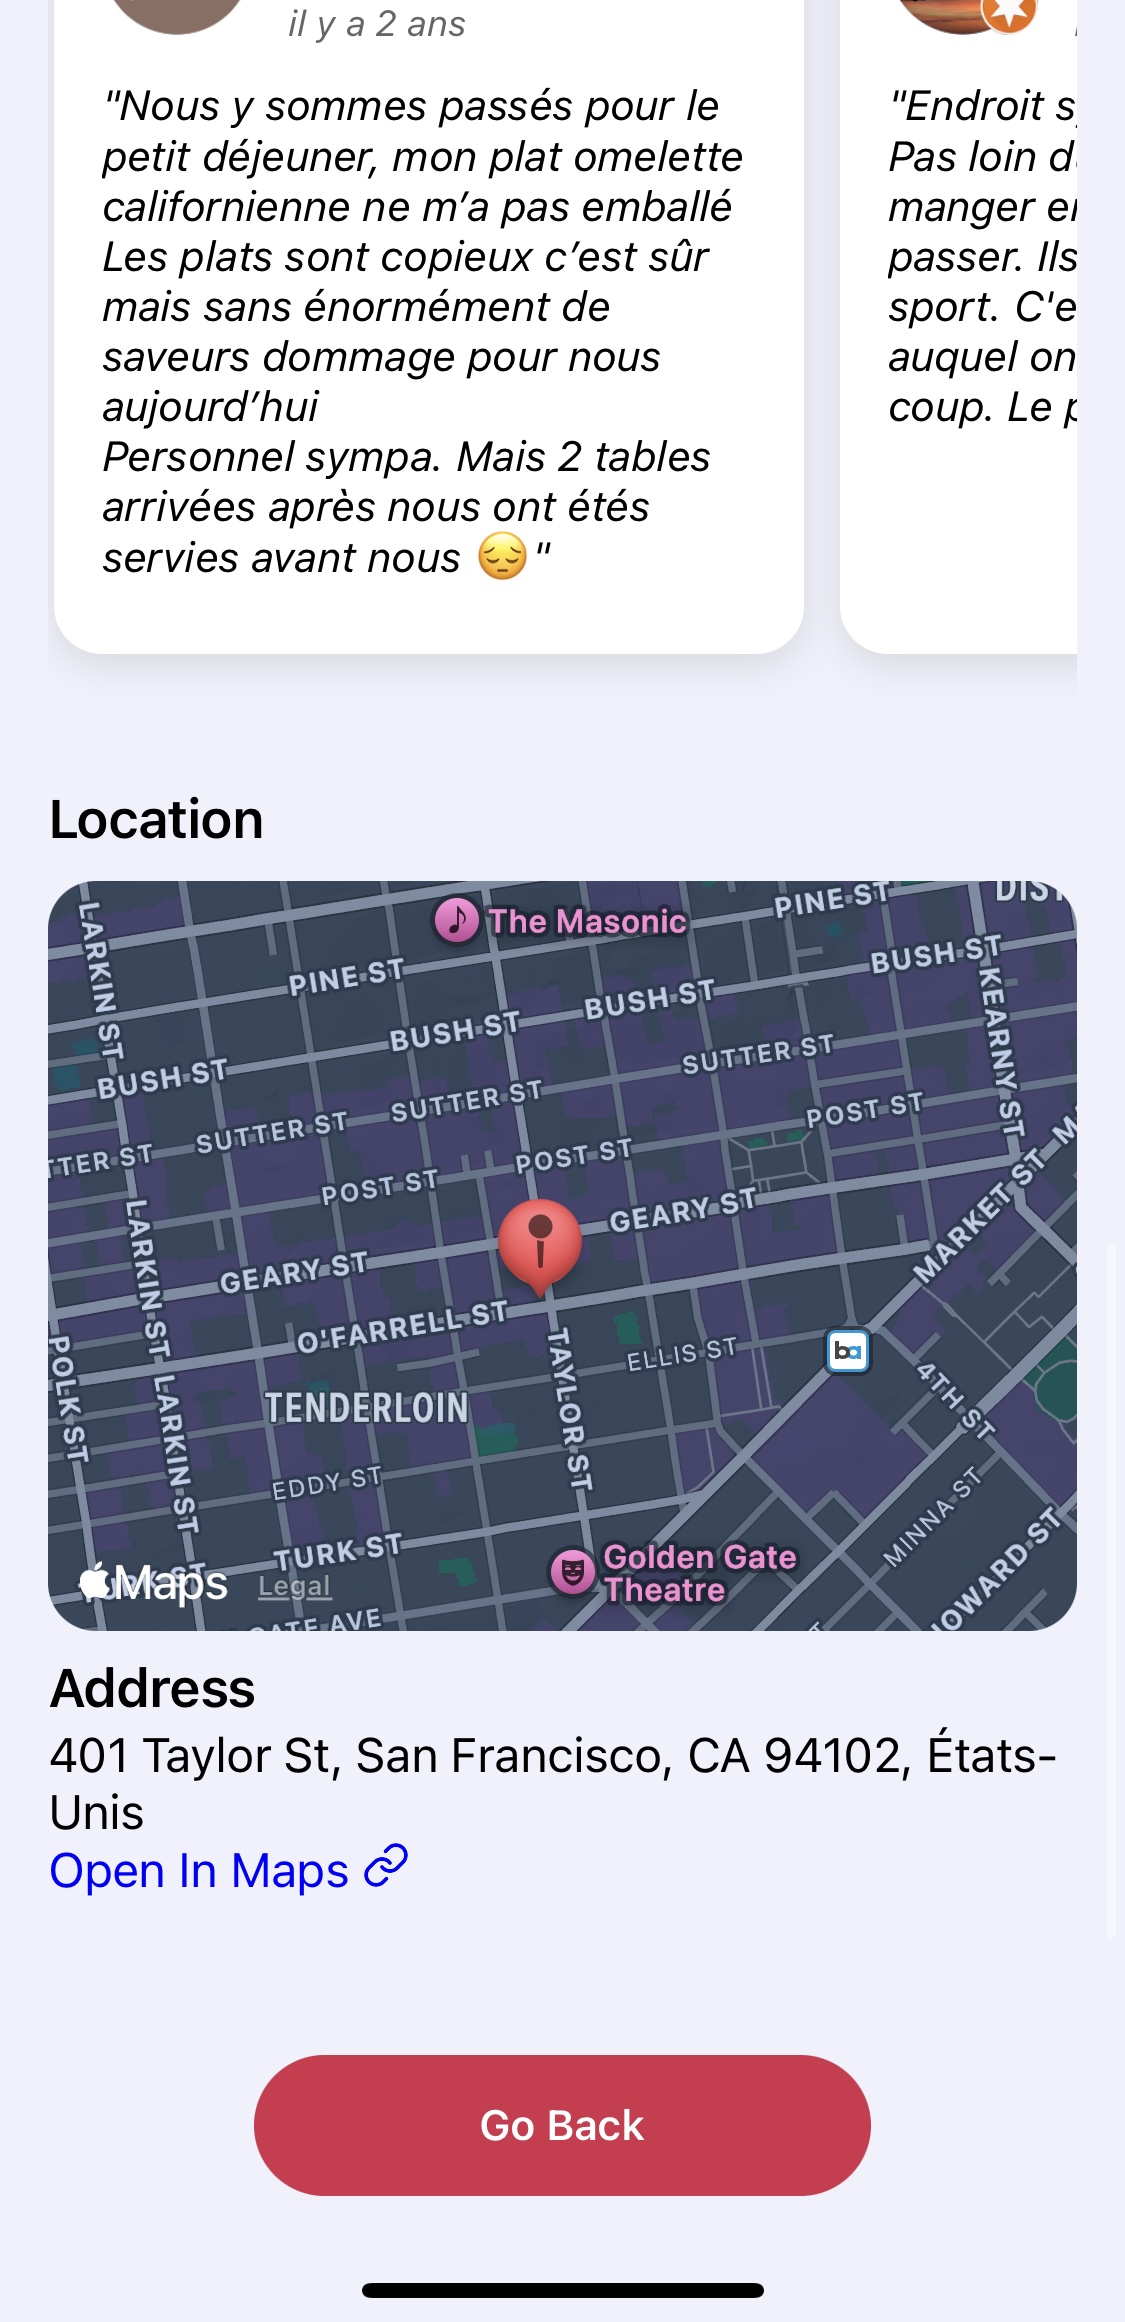 il y a 2 ans
"Nous y sommes passés pour le
petit déjeuner, mon plat omelette
californienne ne m’a pas emballé
Les plats sont copieux c’est sûr
mais sans énormément de
saveurs dommage pour nous
aujourd’hui
Personnel sympa. Mais 2 tables
arrivées après nous ont étés
servies avant nous 😔"
"Endroit
Pas loin
manger
passer. Ils
sport.
auquel on
coup. Le
Location
The Masonic
PINE ST
PINE ST
LARKIN ST
BUSH ST
BUSH ST
BUSH ST
BUSH ST
KEARNY ST
SUTTER ST
SUTTER ST
SUTTER ST
TTER ST
POST ST
POST ST
POST ST
GEARY ST
GEARY ST
MARKET ST
LARKIN ST
O'FARRELL ST
POLK ST
TAYLOR ST
ELLIS ST
ba
4TH ST
TENDERLOIN
LARKIN ST
EDDY ST
MINNA ST
TURK ST
Golden Gate
Theatre
HOWARD ST
Maps
Legal
GATE AVE
Address
401 Taylor St, San Francisco, CA 94102, États-
Unis
Open In Maps
Go Back